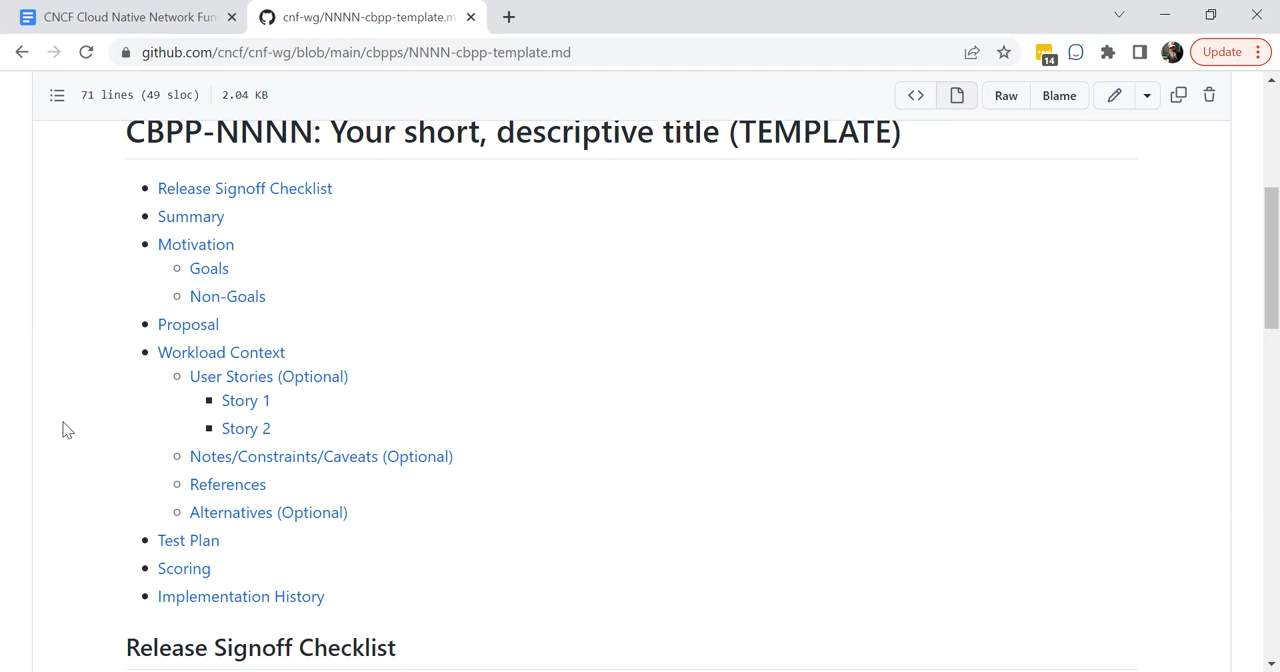 CNCF Cloud Native Network Fun
cnf-wg/NNNN-cbpp-template.m
github.com/cncf/cnf-wg/blob/main/cbpps/NNNN-cbpp-template.md
14
Update
71 lines (49 sloc)
2.04 KB
Raw
Blame
CBPP-NNNN: Your short, descriptive title (TEMPLATE)
Release Signoff Checklist
Summary
Motivation
Goals
Non-Goals
Proposal
Workload Context
User Stories (Optional)
Story 1
Story 2
Notes/Constraints/Caveats (Optional)
References
Alternatives (Optional)
Test Plan
Scoring
Implementation History
Release Signoff Checklist